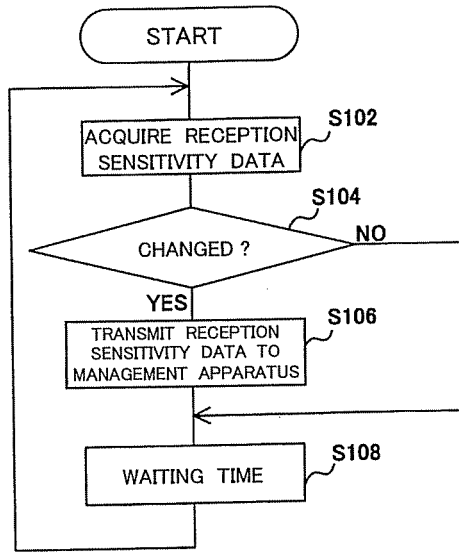 START
ACQUIRE RECEPTION
SENSITIVITY DATA
S102
CHANGED ?
S104
NO
YES
TRANSMIT RECEPTION
SENSITIVITY DATA TO
MANAGEMENT APPARATUS
S106
WAITING TIME
S108